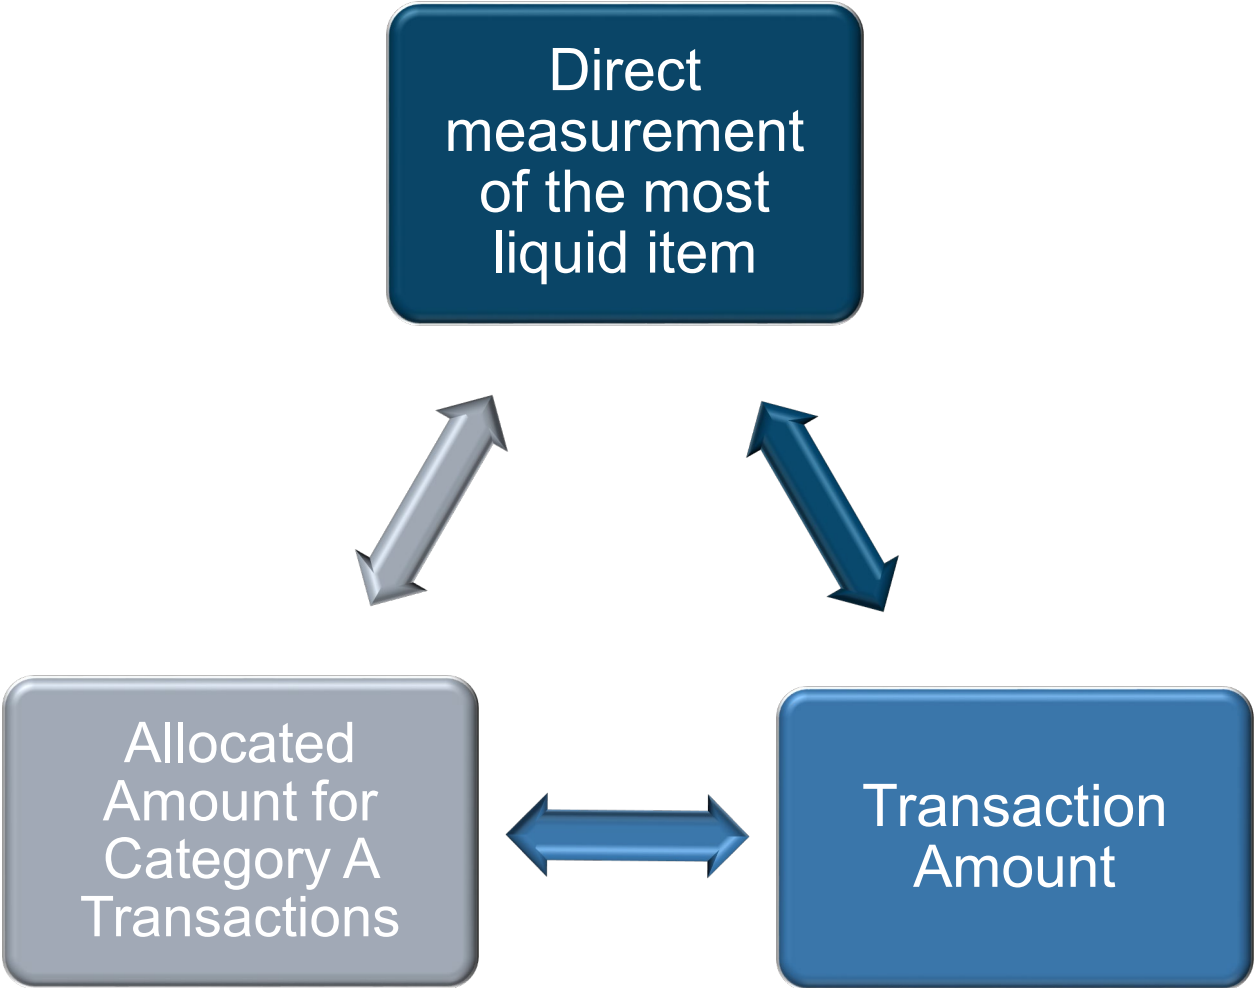 Direct
measurement
of the most
liquid item
Allocated
Amount for
Category A
Transactions
Transaction
Amount